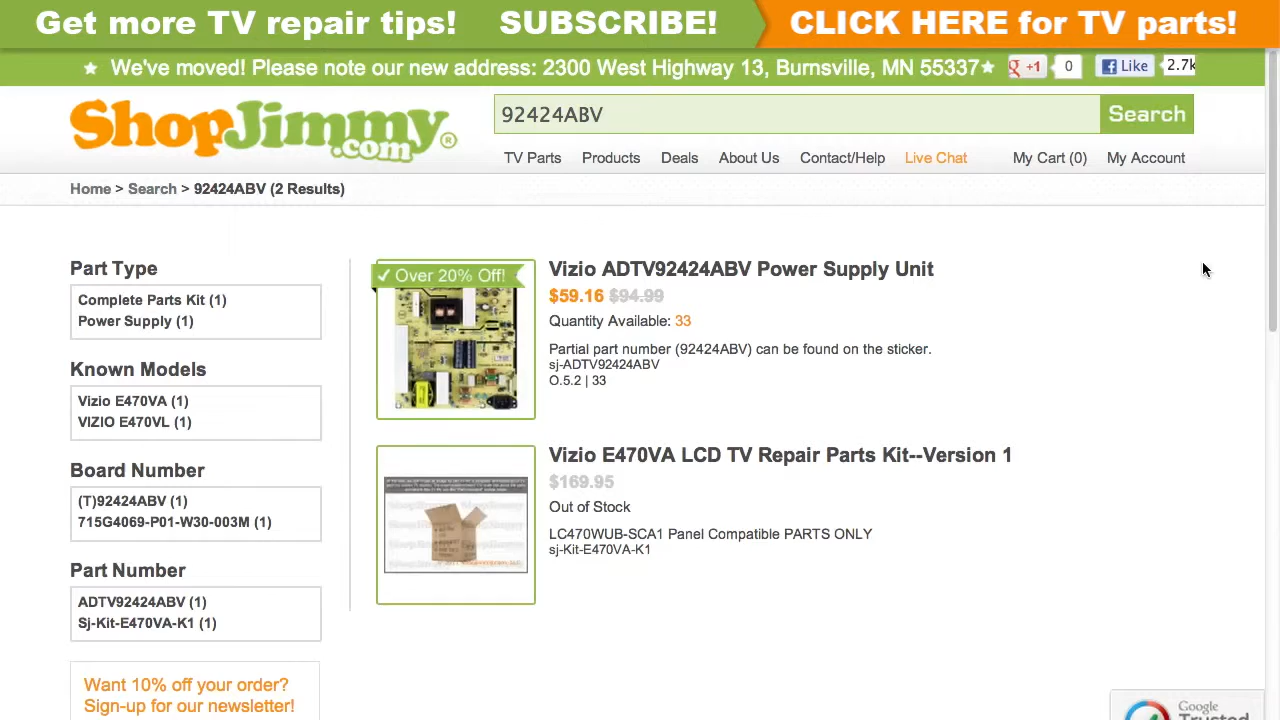 Get more TV repair tips! SUBSCRIBE! CLICK HERE for TV parts!
★ We've moved! Please note our new address: 2300 West Highway 13, Burnsville, MN 55337★ +1 0 Like 2.7k
ShopJimmy.com®
92424ABV Search
TV Parts Products Deals About Us Contact/Help Live Chat My Cart (0) My Account
Home > Search > 92424ABV (2 Results)
Part Type
Complete Parts Kit (1)
Power Supply (1)
Known Models
Vizio E470VA (1)
VIZIO E470VL (1)
Board Number
(T)92424ABV (1)
715G4069-P01-W30-003M (1)
Part Number
ADTV92424ABV (1)
Sj-Kit-E470VA-K1 (1)
Want 10% off your order?
Sign-up for our newsletter!
✓ Over 20% Off!
Vizio ADTV92424ABV Power Supply Unit
$59.16 $94.99
Quantity Available: 33
Partial part number (92424ABV) can be found on the sticker.
sj-ADTV92424ABV
O.5.2 | 33
Vizio E470VA LCD TV Repair Parts Kit--Version 1
$169.95
Out of Stock
LC470WUB-SCA1 Panel Compatible PARTS ONLY
sj-Kit-E470VA-K1
Google
Trusted